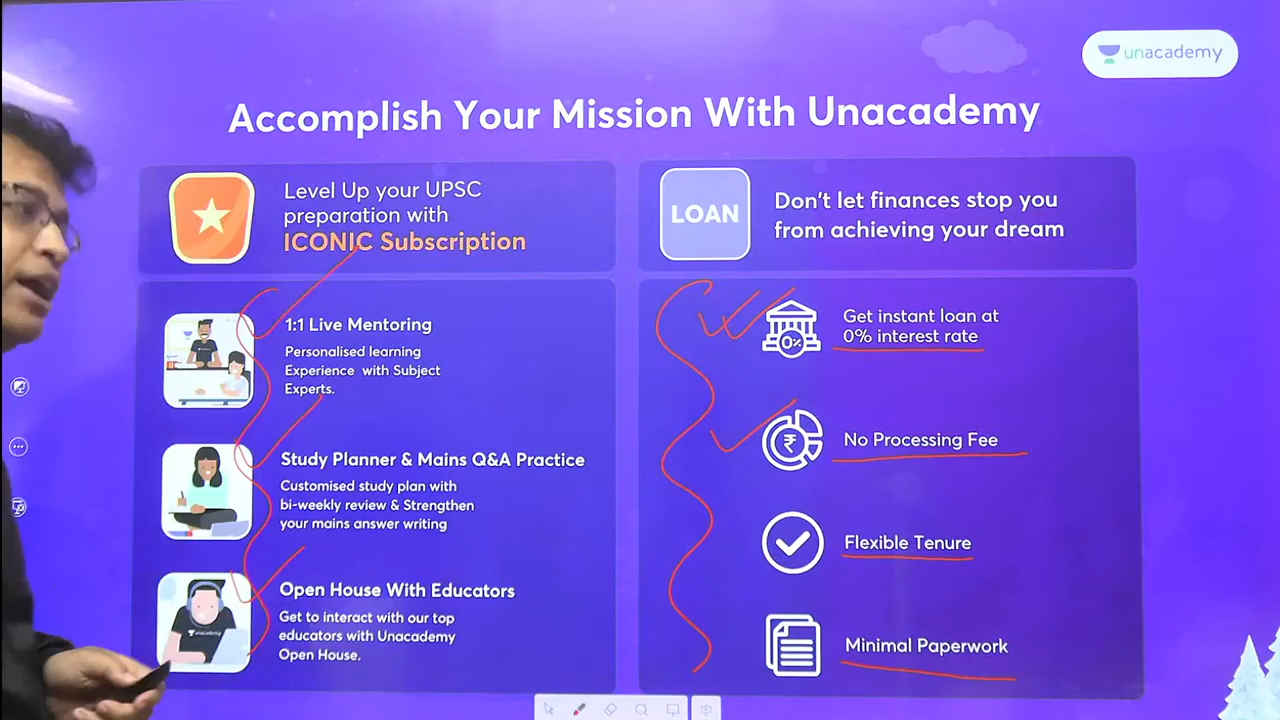 unacademy
Accomplish Your Mission With Unacademy
Level Up your UPSC
preparation with
ICONIC Subscription
1:1 Live Mentoring
Personalised learning
Experience with Subject
Experts.
Study Planner & Mains Q&A Practice
Customised study plan with
bi-weekly review & Strengthen
your mains answer writing
Open House With Educators
Get to interact with our top
educators with Unacademy
Open House.
unacademy
LOAN
Don't let finances stop you
from achieving your dream
0%
Get instant loan at
0% interest rate
₹
No Processing Fee
Flexible Tenure
Minimal Paperwork